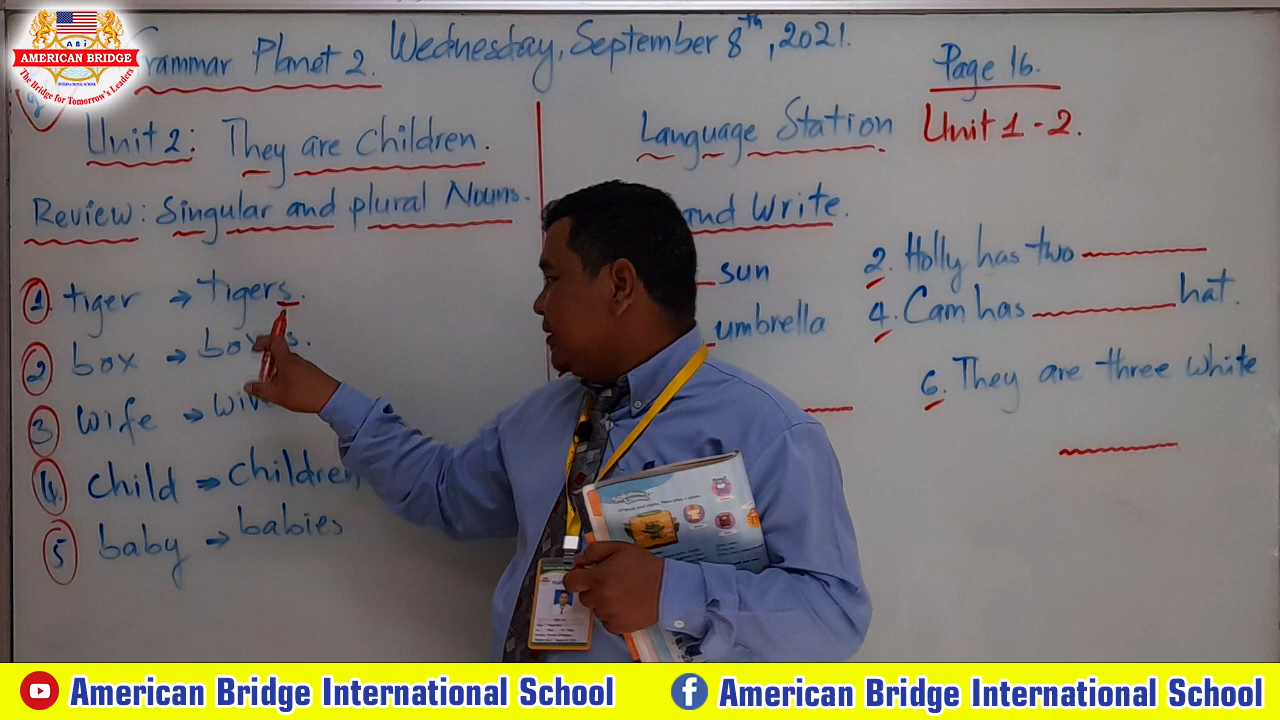 A B i
AMERICAN BRIDGE
INTERNATIONAL SCHOOL
The Bridge for Tomorrow's Leaders
Grammar Planet 2. Wednesday, September 8th, 2021.
Page 16.
Unit 2: They are children.
Review: Singular and plural Nouns.
1. tiger → tigers.
2 box →
3 wife →
4. child → children
5 baby → babies
Language Station Unit 1-2.
and Write.
sun
umbrella
2. Holly has two
4. Cam has hat.
6. They are three white
American Bridge International School
American Bridge International School